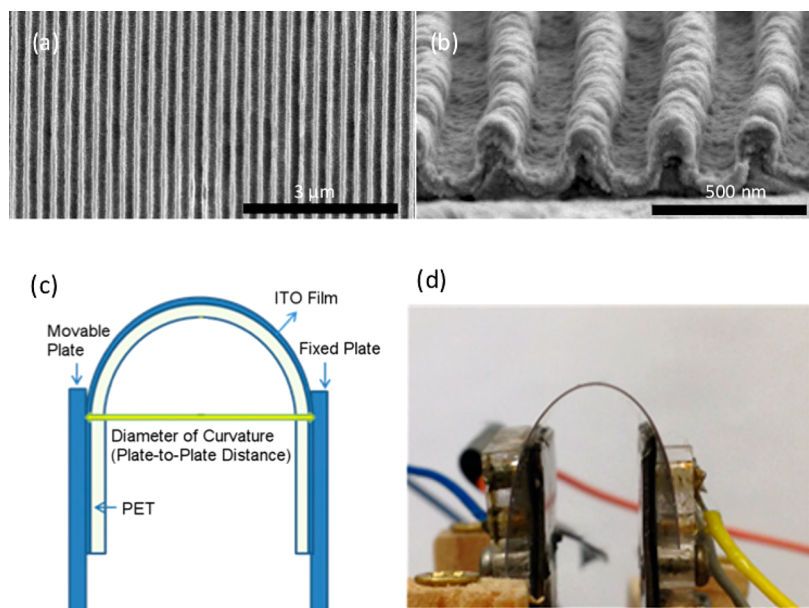 (a)
3 μm
(b)
500 nm
(c)
ITO Film
Movable
Plate
Fixed Plate
Diameter of Curvature
(Plate-to-Plate Distance)
PET
(d)